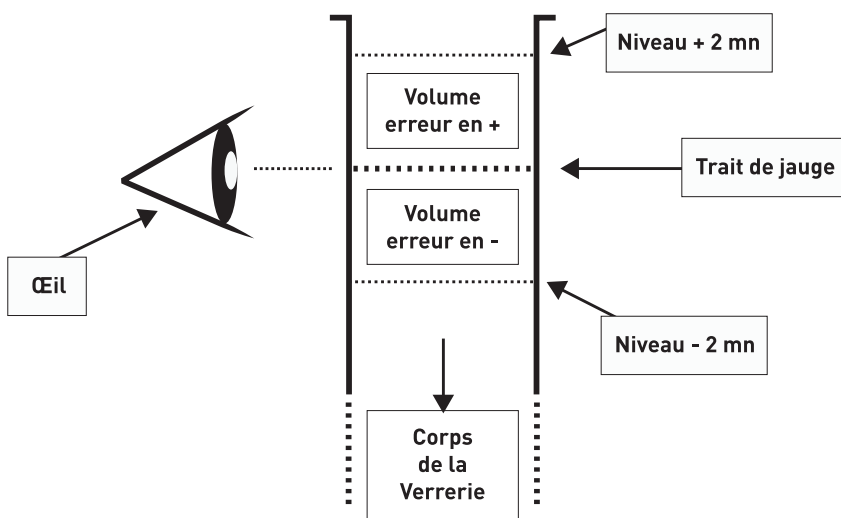 Niveau + 2 mn
Volume
erreur en +
Trait de jauge
Volume
erreur en -
Œil
Niveau - 2 mn
Corps
de la
Verrerie